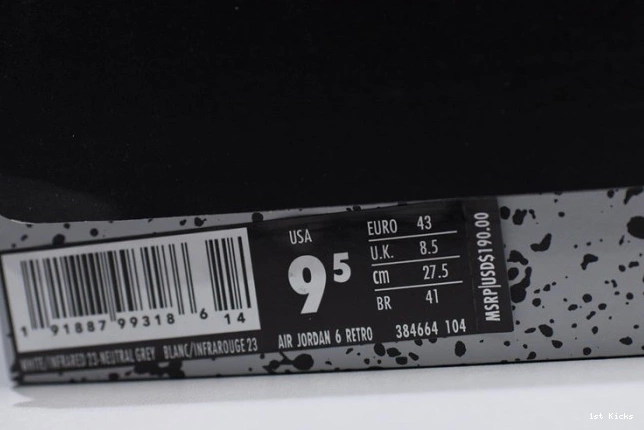 USA
9⁵
EURO 43
U.K. 8.5
cm 27.5
BR 41
MSRP|USD$190.00
1 91887 99318 6 14
AIR JORDAN 6 RETRO 384664 104
WHITE/INFRARED 23-NEUTRAL GREY BLANC/INFRAROUGE 23
1st Kicks